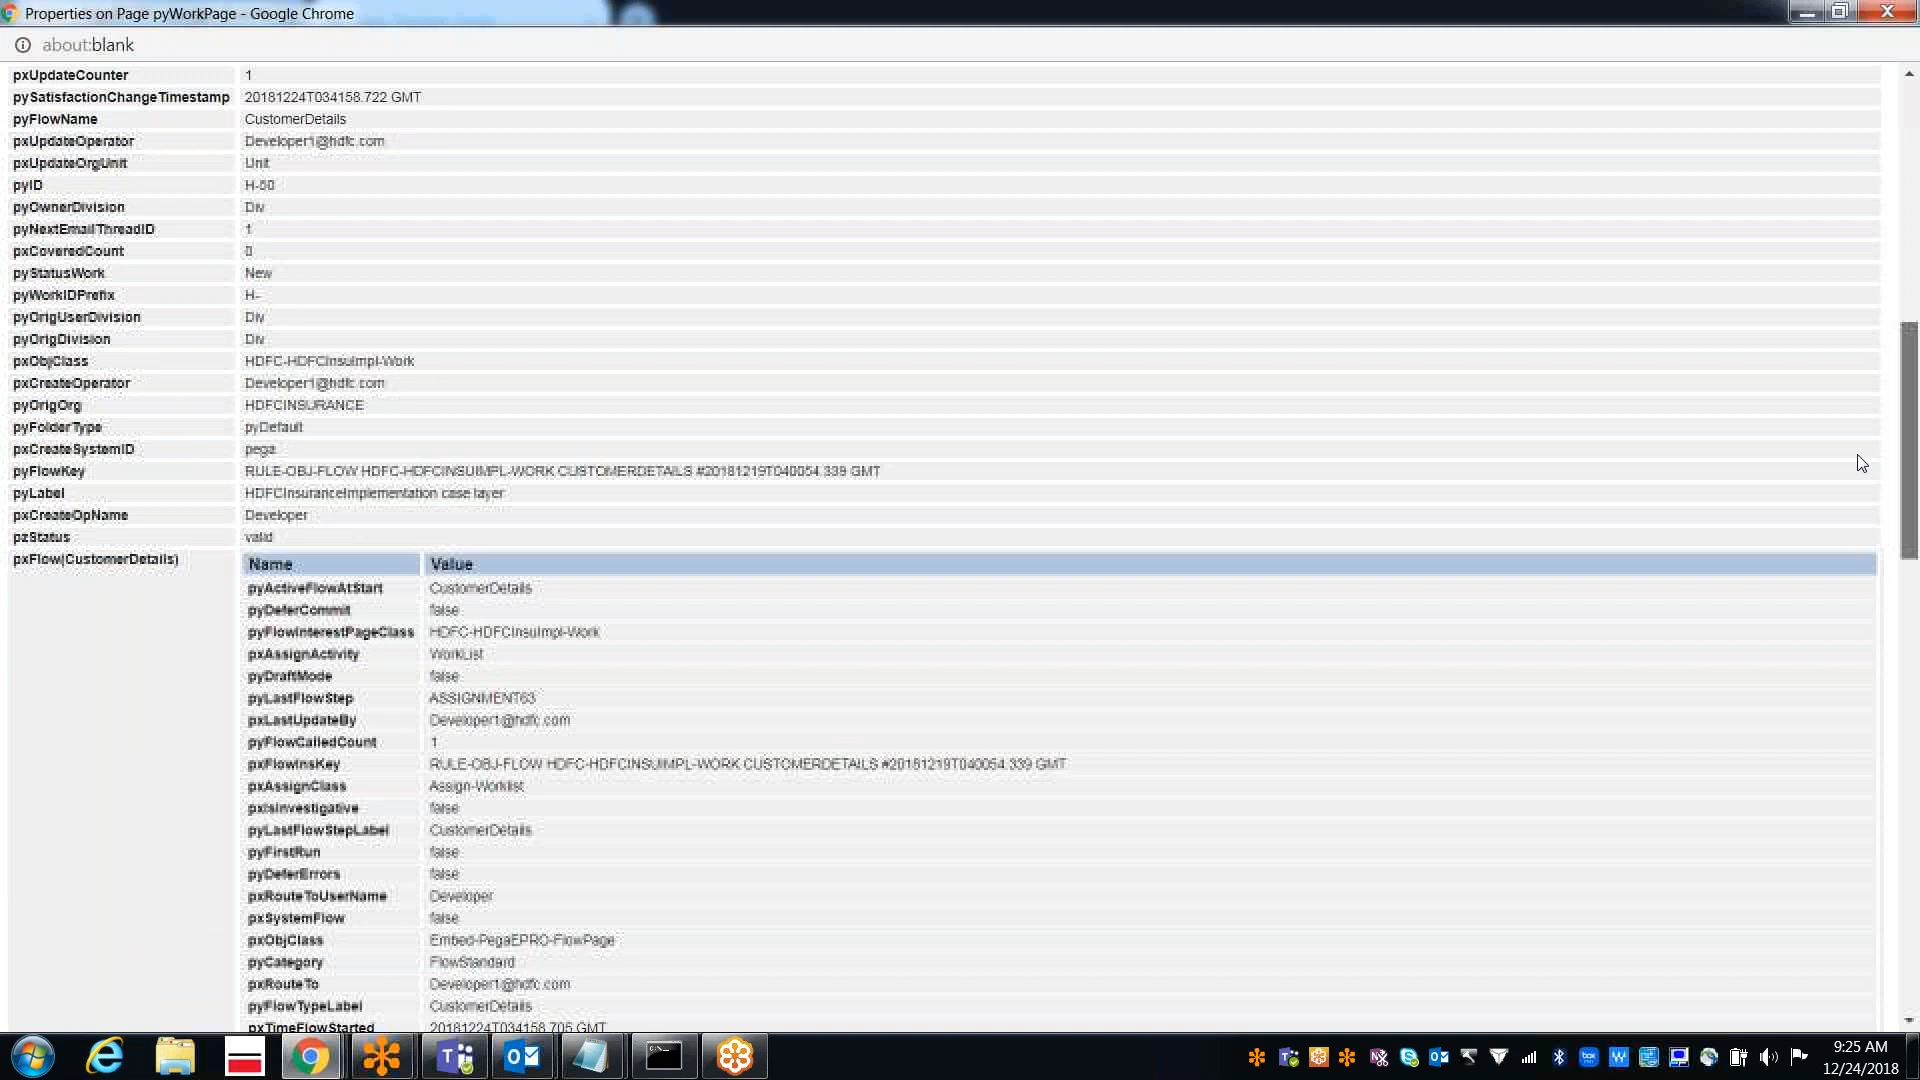 Properties on Page pyWorkPage - Google Chrome
about:blank
pxUpdateCounter 1
pySatisfactionChangeTimestamp 20181224T034158.722 GMT
pyFlowName CustomerDetails
pxUpdateOperator Developer1@hdfc.com
pxUpdateOrgUnit Unit
pyID H-60
pyOwnerDivision Div
pyNextEmailThreadID 1
pxCoveredCount 0
pyStatusWork New
pyWorkIDPrefix H-
pyOrigUserDivision Div
pyOrigDivision Div
pxObjClass HDFC-HDFCInsuImpl-Work
pxCreateOperator Developer1@hdfc.com
pyOrigOrg HDFCINSURANCE
pyFolderType pyDefault
pxCreateSystemID pega
pyFlowKey RULE-OBJ-FLOW HDFC-HDFCINSUIMPL-WORK CUSTOMERDETAILS #20181219T040054.339 GMT
pyLabel HDFCInsuranceImplementation case layer
pxCreateOpName Developer
pzStatus valid
pxFlow(CustomerDetails) Name Value
pyActiveFlowAtStart CustomerDetails
pyDeferCommit false
pyFlowInterestPageClass HDFC-HDFCInsuImpl-Work
pxAssignActivity WorkList
pyDraftMode false
pyLastFlowStep ASSIGNMENT63
pxLastUpdateBy Developer1@hdfc.com
pyFlowCalledCount 1
pxFlowInsKey RULE-OBJ-FLOW HDFC-HDFCINSUIMPL-WORK CUSTOMERDETAILS #20181219T040054.339 GMT
pxAssignClass Assign-Worklist
pxIsInvestigative false
pyLastFlowStepLabel CustomerDetails
pyFirstRun false
pyDeferErrors false
pxRouteToUserName Developer
pxSystemFlow false
pxObjClass Embed-PegaEPRO-FlowPage
pyCategory FlowStandard
pxRouteTo Developer1@hdfc.com
pyFlowTypeLabel CustomerDetails
pxTimeFlowStarted 20181224T034158.705 GMT
9:25 AM
12/24/2018